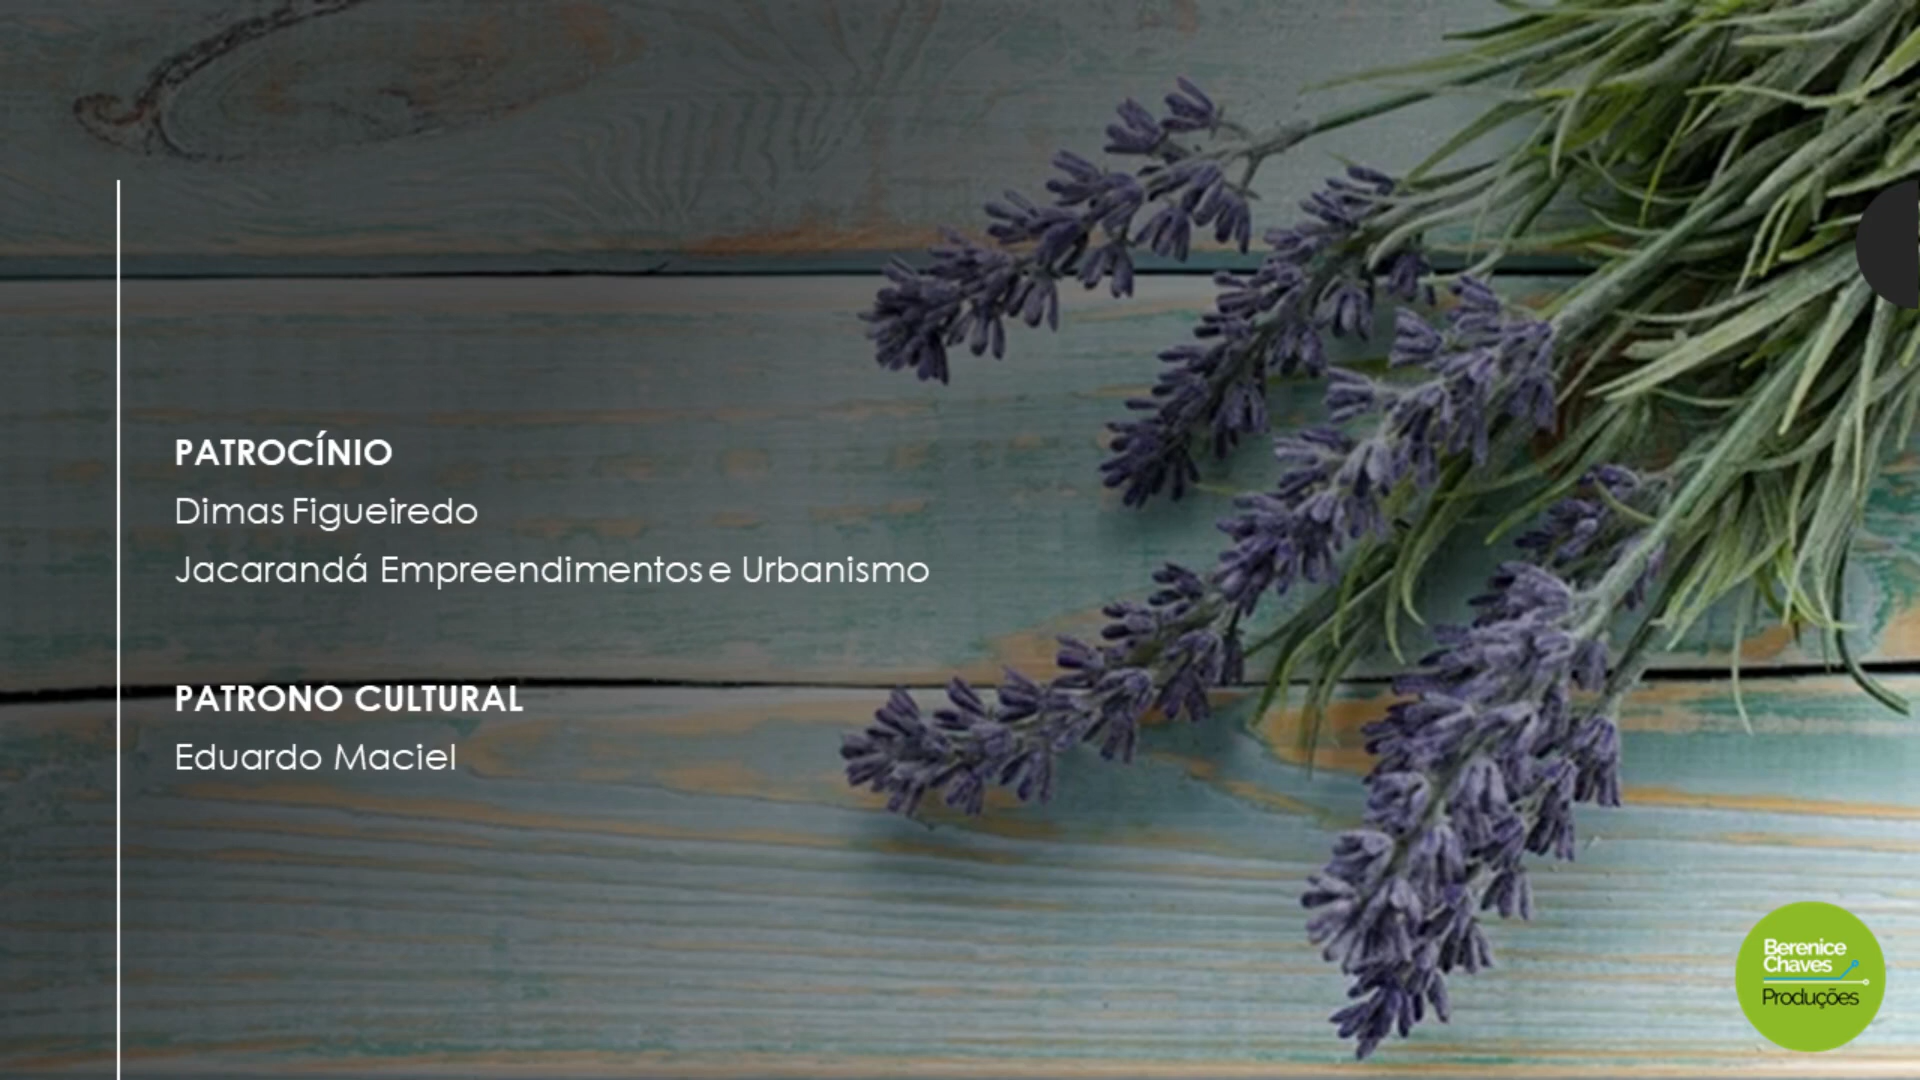 PATROCÍNIO
Dimas Figueiredo
Jacarandá Empreendimentos e Urbanismo
PATRONO CULTURAL
Eduardo Maciel
Berenice
Chaves
Produções